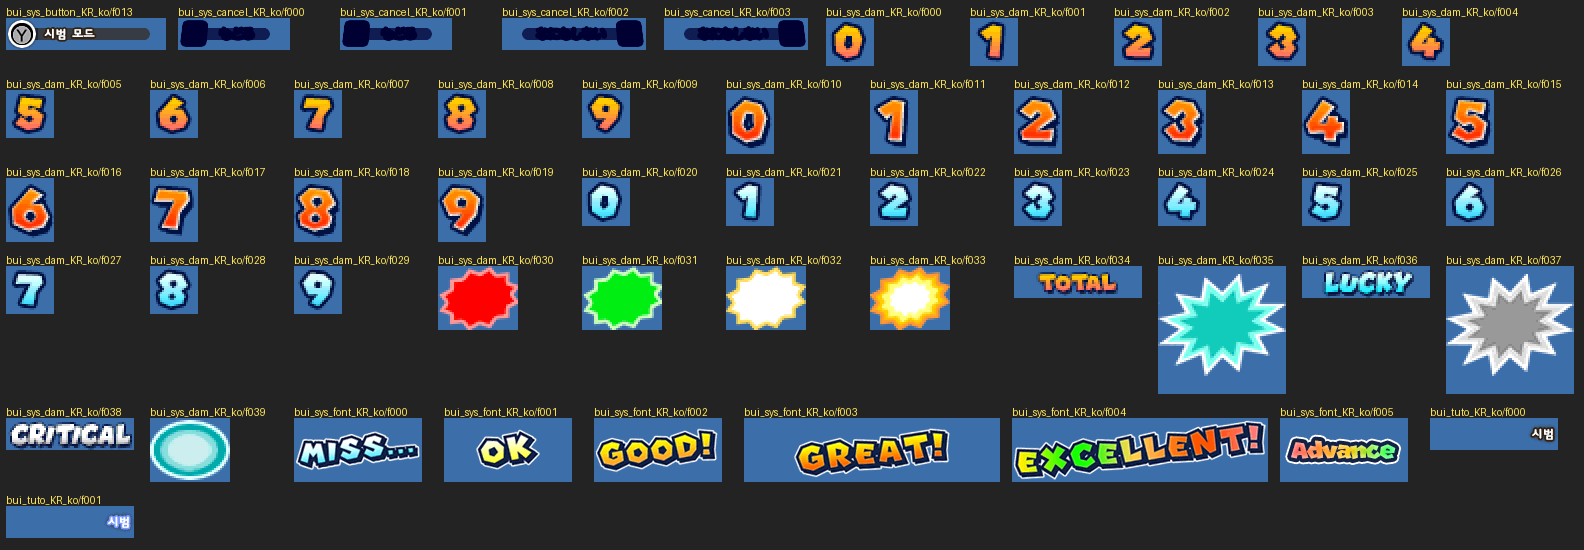 bui_sys_button_KR_ko/f013 bui_sys_cancel_KR_ko/f000 bui_sys_cancel_KR_ko/f001 bui_sys_cancel_KR_ko/f002 bui_sys_cancel_KR_ko/f003 bui_sys_dam_KR_ko/f000 bui_sys_dam_KR_ko/f001 bui_sys_dam_KR_ko/f002 bui_sys_dam_KR_ko/f003 bui_sys_dam_KR_ko/f004
Y 시범 모드 0 1 2 3 4
bui_sys_dam_KR_ko/f005 bui_sys_dam_KR_ko/f006 bui_sys_dam_KR_ko/f007 bui_sys_dam_KR_ko/f008 bui_sys_dam_KR_ko/f009 bui_sys_dam_KR_ko/f010 bui_sys_dam_KR_ko/f011 bui_sys_dam_KR_ko/f012 bui_sys_dam_KR_ko/f013 bui_sys_dam_KR_ko/f014 bui_sys_dam_KR_ko/f015
5 6 7 8 9 0 1 2 3 4 5
bui_sys_dam_KR_ko/f016 bui_sys_dam_KR_ko/f017 bui_sys_dam_KR_ko/f018 bui_sys_dam_KR_ko/f019 bui_sys_dam_KR_ko/f020 bui_sys_dam_KR_ko/f021 bui_sys_dam_KR_ko/f022 bui_sys_dam_KR_ko/f023 bui_sys_dam_KR_ko/f024 bui_sys_dam_KR_ko/f025 bui_sys_dam_KR_ko/f026
6 7 8 9 0 1 2 3 4 5 6
bui_sys_dam_KR_ko/f027 bui_sys_dam_KR_ko/f028 bui_sys_dam_KR_ko/f029 bui_sys_dam_KR_ko/f030 bui_sys_dam_KR_ko/f031 bui_sys_dam_KR_ko/f032 bui_sys_dam_KR_ko/f033 bui_sys_dam_KR_ko/f034 bui_sys_dam_KR_ko/f035 bui_sys_dam_KR_ko/f036 bui_sys_dam_KR_ko/f037
7 8 9 TOTAL LUCKY
bui_sys_dam_KR_ko/f038 bui_sys_dam_KR_ko/f039 bui_sys_font_KR_ko/f000 bui_sys_font_KR_ko/f001 bui_sys_font_KR_ko/f002 bui_sys_font_KR_ko/f003 bui_sys_font_KR_ko/f004 bui_sys_font_KR_ko/f005 bui_tuto_KR_ko/f000
CRITICAL MISS... OK GOOD! GREAT! EXCELLENT! Advance 시범
bui_tuto_KR_ko/f001
시범